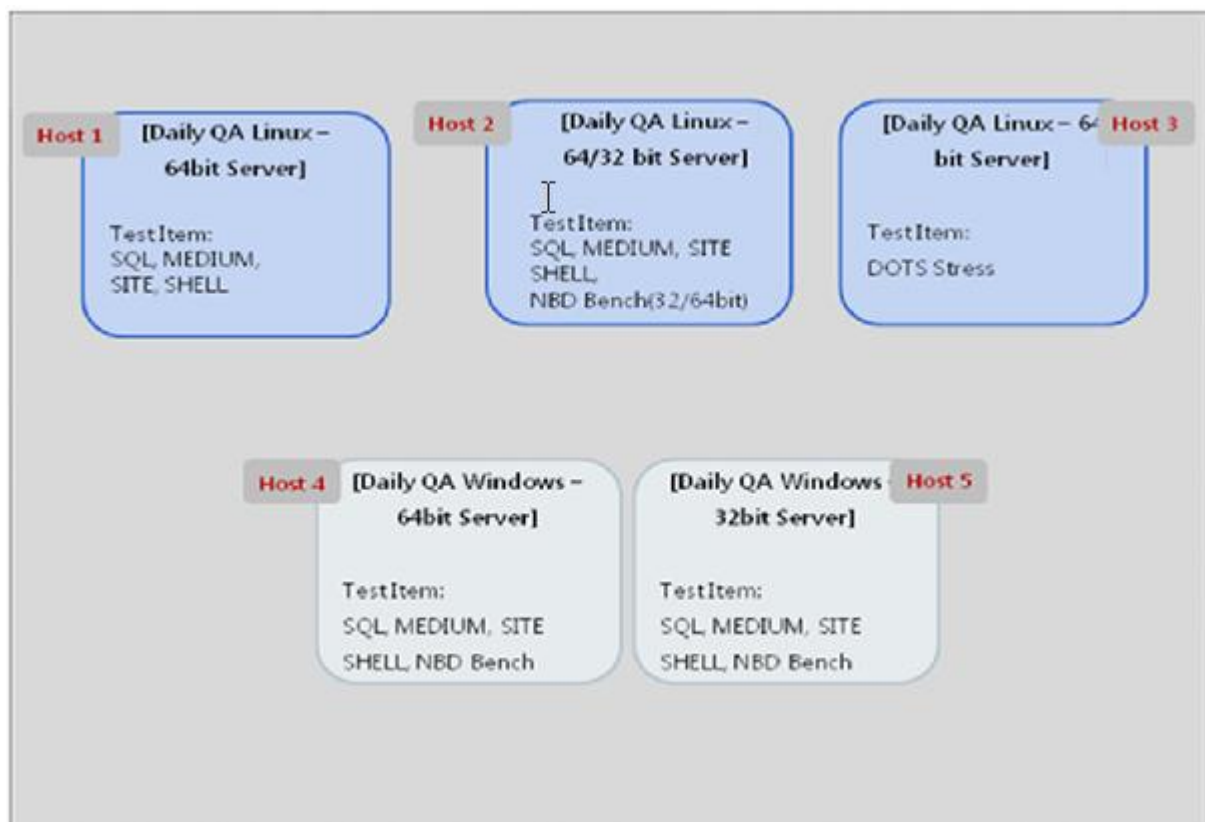 Host 1
[Daily QA Linux –
64bit Server]
TestItem:
SQL, MEDIUM,
SITE, SHELL
Host 2
[Daily QA Linux –
64/32 bit Server]
TestItem:
SQL, MEDIUM, SITE
SHELL,
NBD Bench(32/64bit)
Host 3
[Daily QA Linux – 64
bit Server]
TestItem:
DOTS Stress
Host 4
[Daily QA Windows –
64bit Server]
TestItem:
SQL, MEDIUM, SITE
SHELL, NBD Bench
Host 5
[Daily QA Windows
32bit Server]
TestItem:
SQL, MEDIUM, SITE
SHELL, NBD Bench